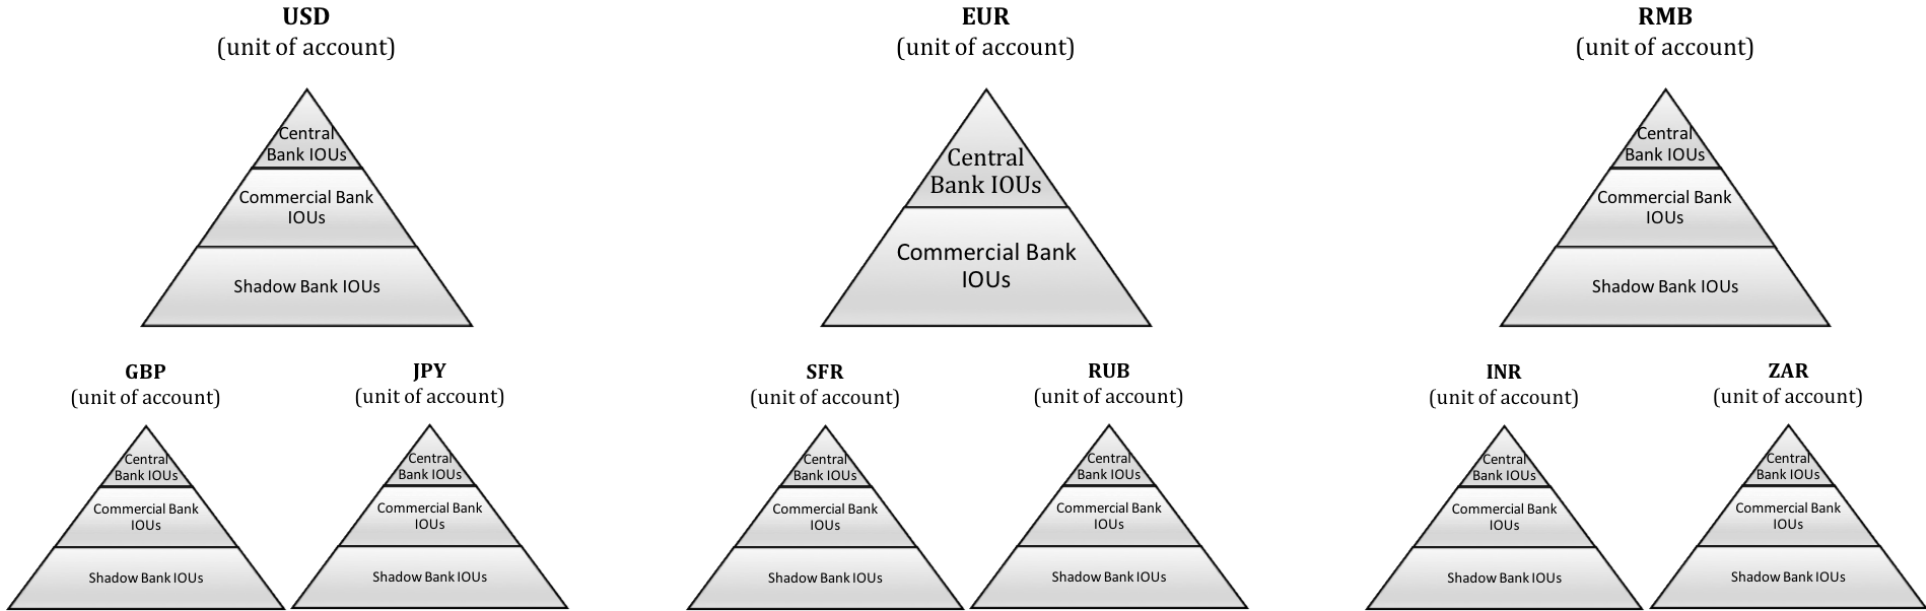 USD
(unit of account)
Central
Bank IOUs
Commercial Bank
IOUs
Shadow Bank IOUs
EUR
(unit of account)
Central
Bank IOUs
Commercial Bank
IOUs
RMB
(unit of account)
Central
Bank IOUs
Commercial Bank
IOUs
Shadow Bank IOUs
GBP
(unit of account)
Central
Bank IOUs
Commercial Bank
IOUs
Shadow Bank IOUs
JPY
(unit of account)
Central
Bank IOUs
Commercial Bank
IOUs
Shadow Bank IOUs
SFR
(unit of account)
Central
Bank IOUs
Commercial Bank
IOUs
Shadow Bank IOUs
RUB
(unit of account)
Central
Bank IOUs
Commercial Bank
IOUs
Shadow Bank IOUs
INR
(unit of account)
Central
Bank IOUs
Commercial Bank
IOUs
Shadow Bank IOUs
ZAR
(unit of account)
Central
Bank IOUs
Commercial Bank
IOUs
Shadow Bank IOUs